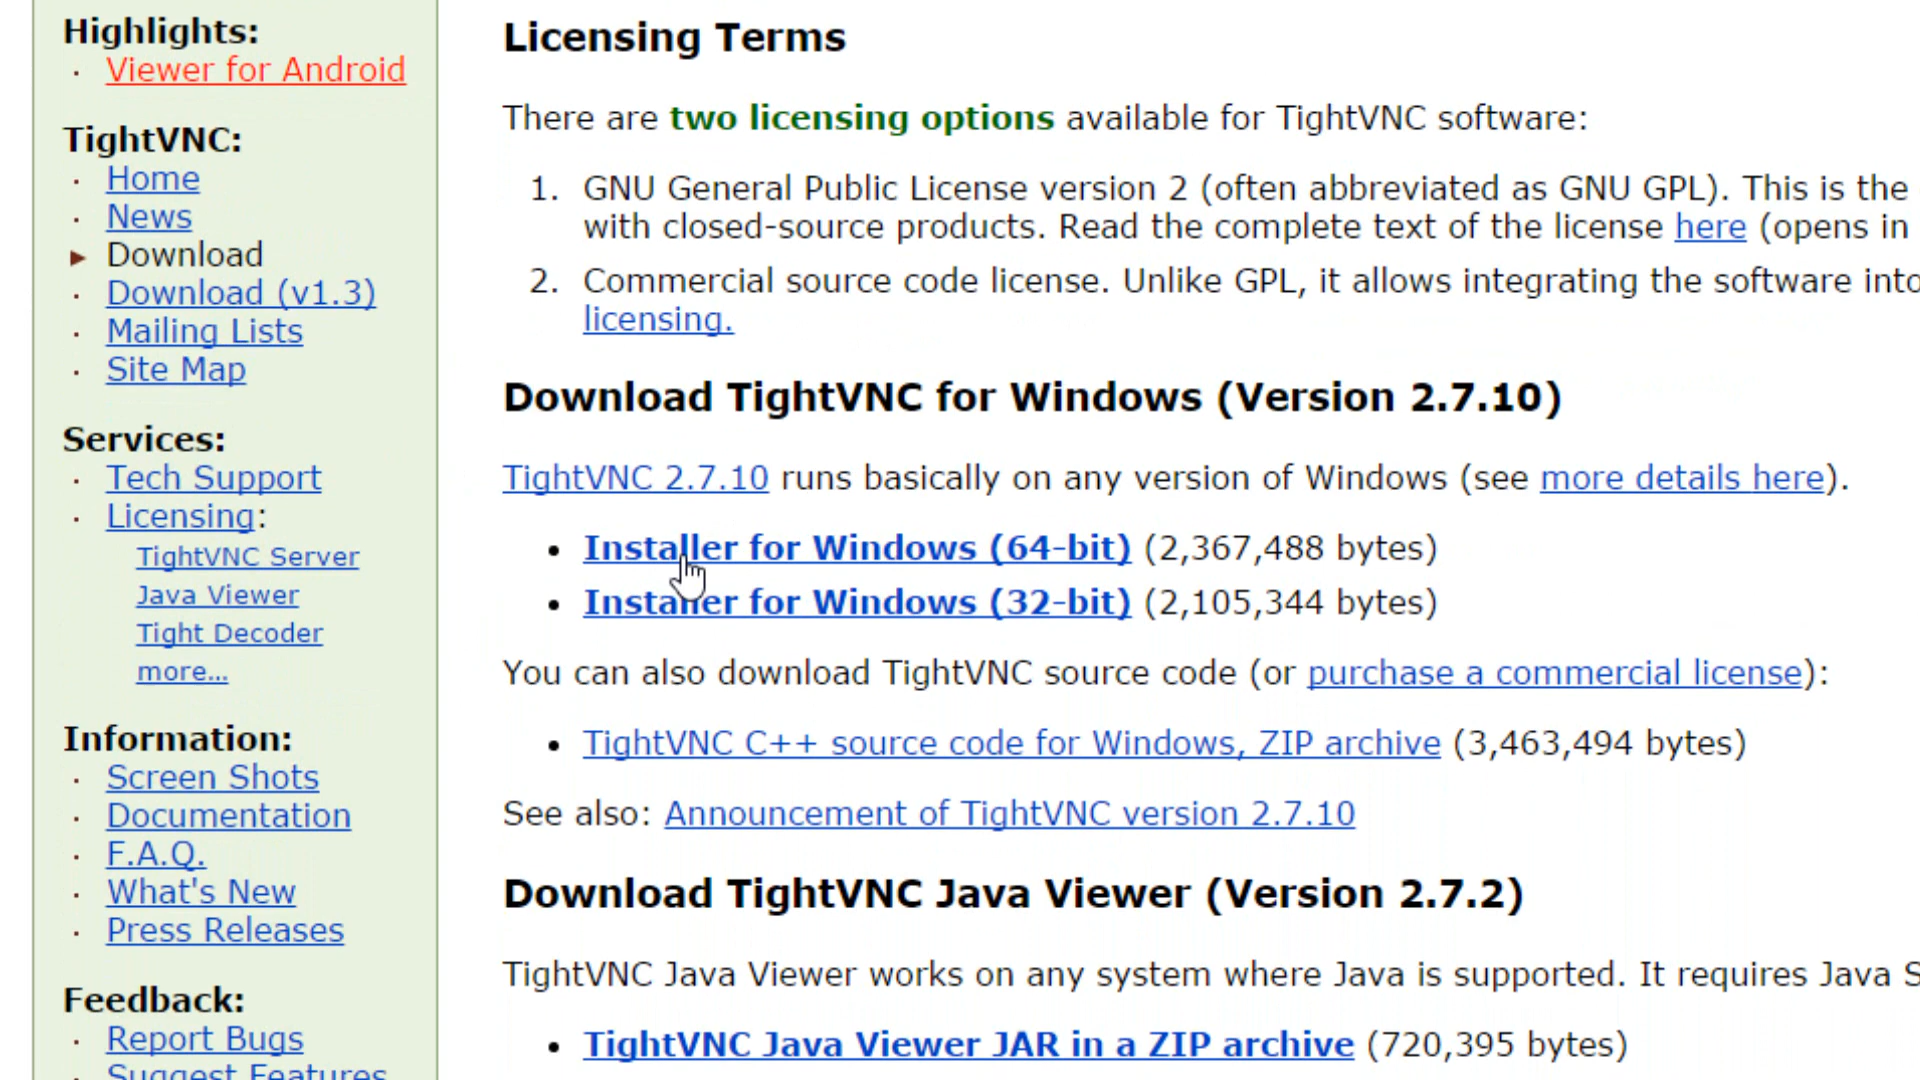 Highlights:
· Viewer for Android
TightVNC:
· Home
· News
► Download
· Download (v1.3)
· Mailing Lists
· Site Map
Services:
· Tech Support
· Licensing:
TightVNC Server
Java Viewer
Tight Decoder
more...
Information:
· Screen Shots
· Documentation
· F.A.Q.
· What's New
· Press Releases
Feedback:
· Report Bugs
· Suggest Features
Licensing Terms
There are two licensing options available for TightVNC software:
1. GNU General Public License version 2 (often abbreviated as GNU GPL). This is the
with closed-source products. Read the complete text of the license here (opens in
2. Commercial source code license. Unlike GPL, it allows integrating the software into
licensing.
Download TightVNC for Windows (Version 2.7.10)
TightVNC 2.7.10 runs basically on any version of Windows (see more details here).
• Installer for Windows (64-bit) (2,367,488 bytes)
• Installer for Windows (32-bit) (2,105,344 bytes)
You can also download TightVNC source code (or purchase a commercial license):
• TightVNC C++ source code for Windows, ZIP archive (3,463,494 bytes)
See also: Announcement of TightVNC version 2.7.10
Download TightVNC Java Viewer (Version 2.7.2)
TightVNC Java Viewer works on any system where Java is supported. It requires Java S
• TightVNC Java Viewer JAR in a ZIP archive (720,395 bytes)